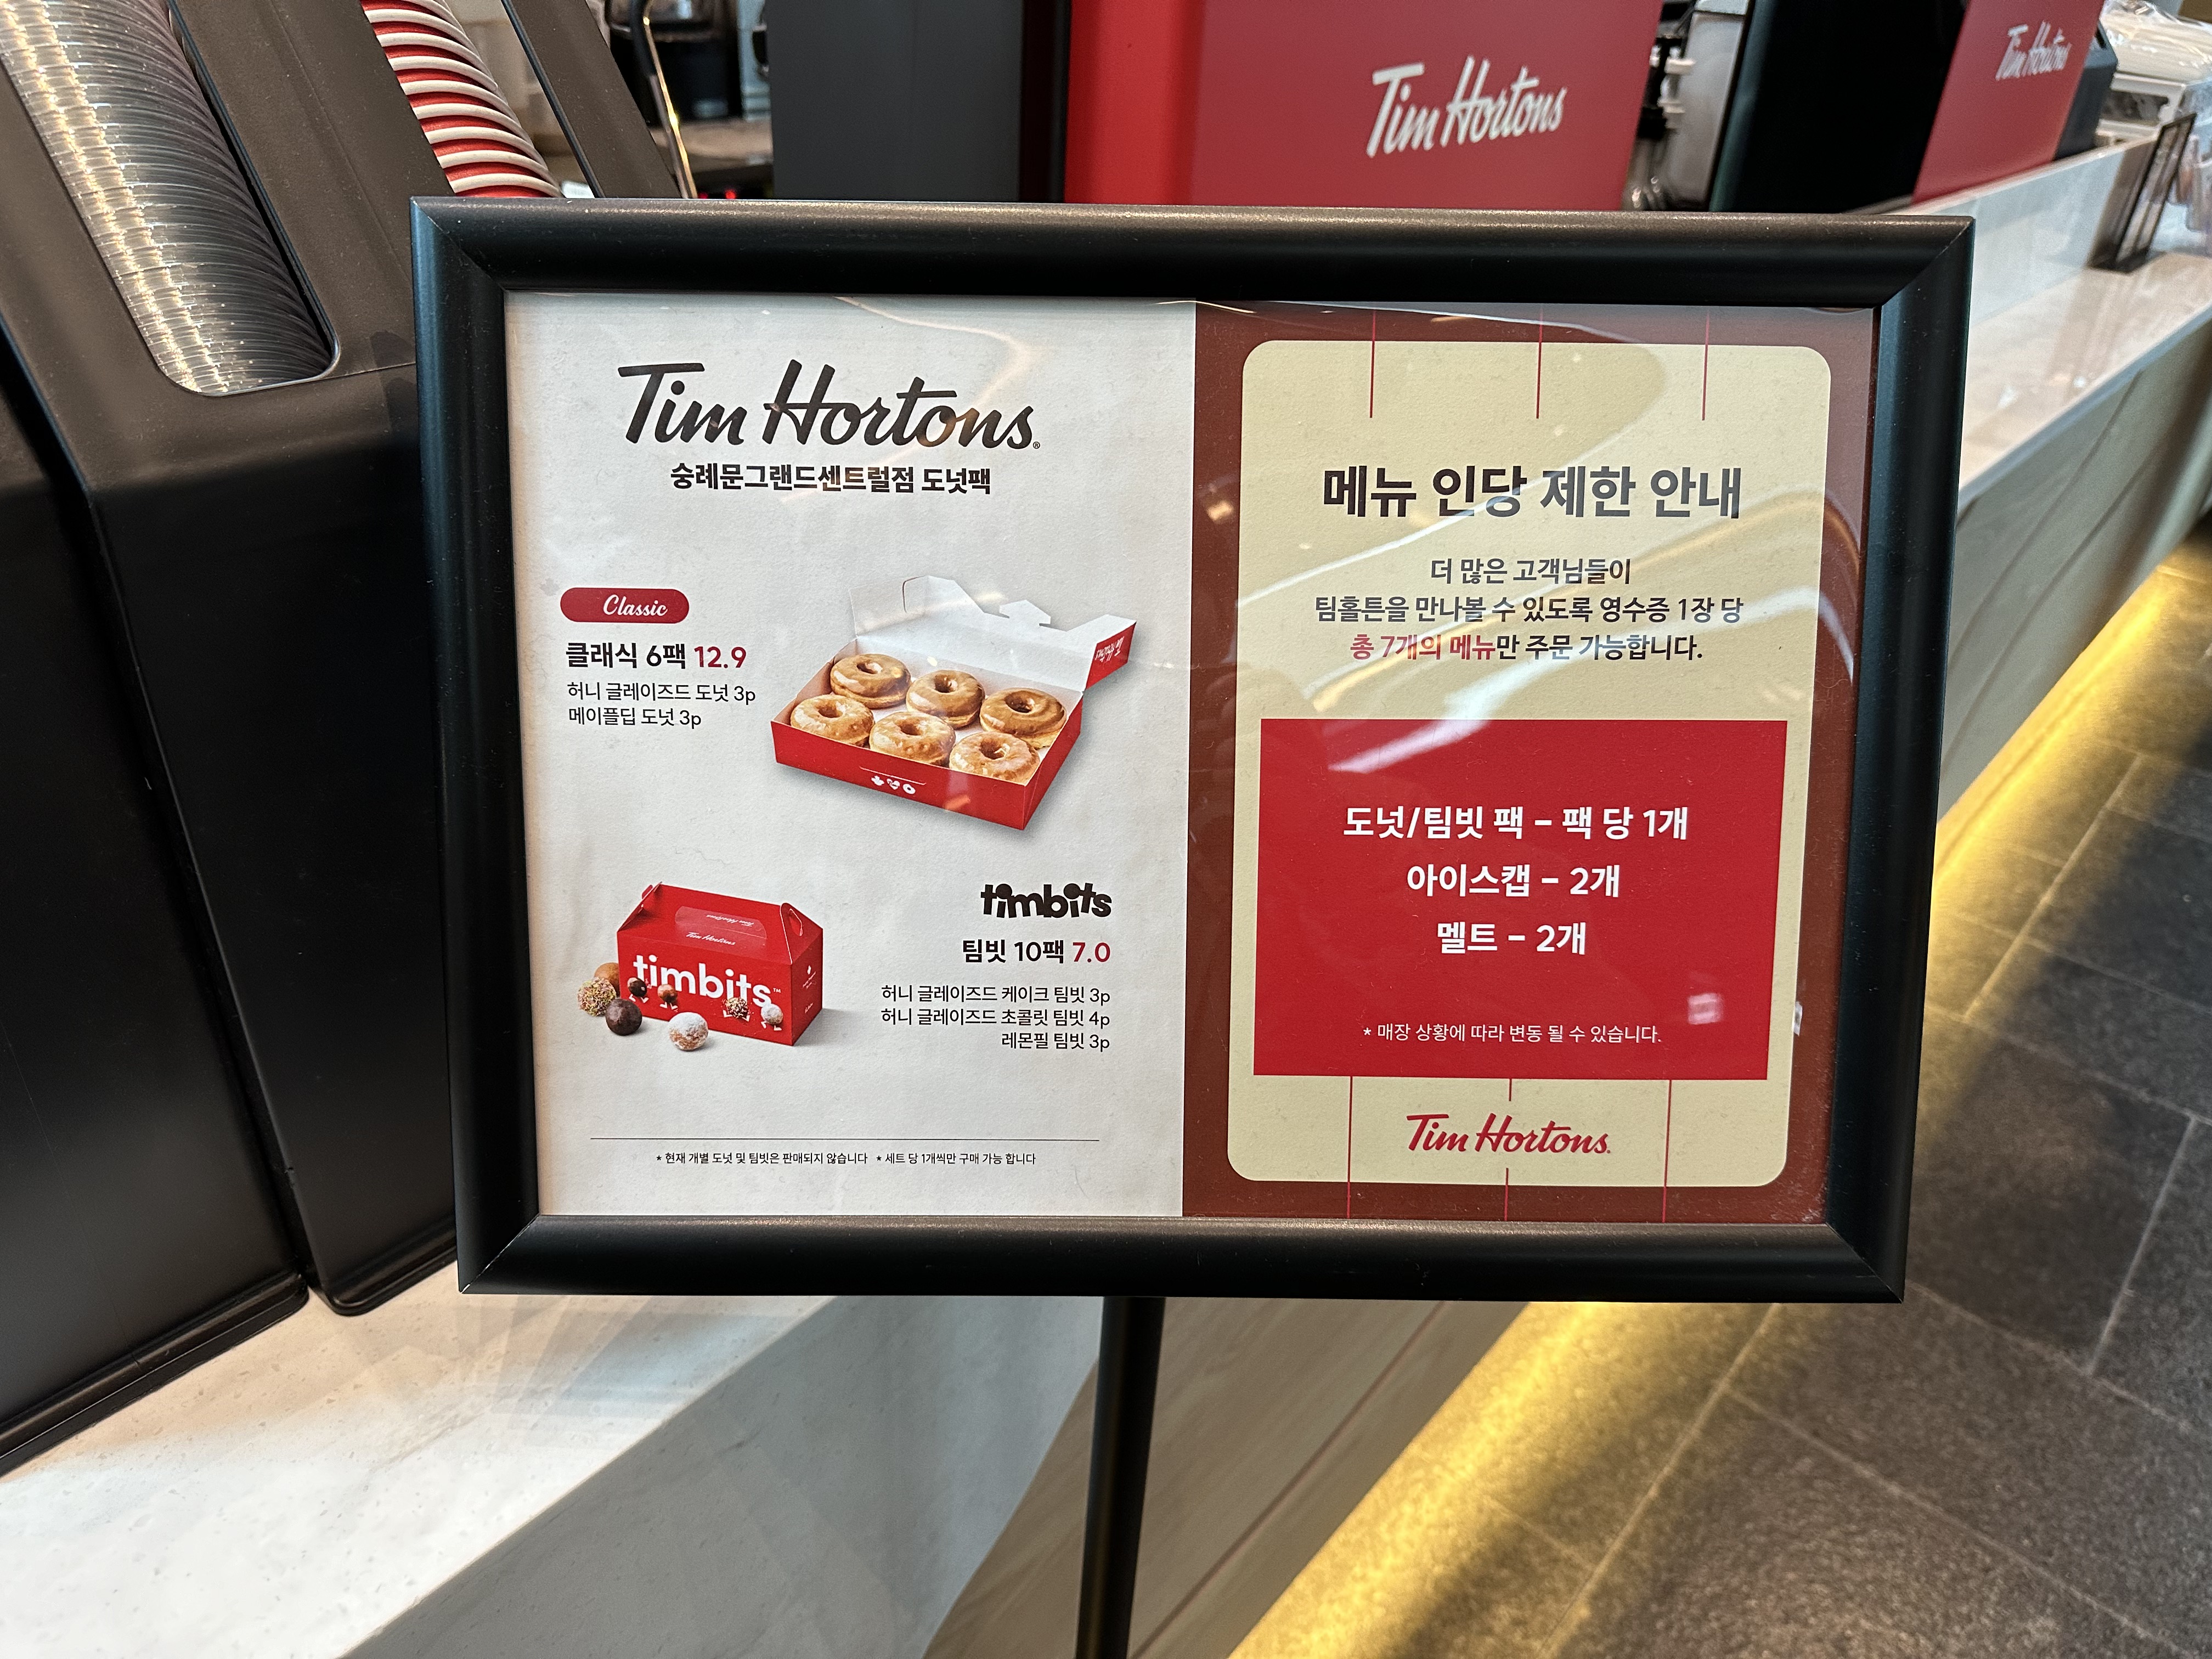 Tim Hortons
Tim Hortons
Tim Hortons®
숭례문그랜드센트럴점 도넛팩
Classic
클래식 6팩 12.9
허니 글레이즈드 도넛 3p
메이플딥 도넛 3p
timbits
팀빗 10팩 7.0
허니 글레이즈드 케이크 팀빗 3p
허니 글레이즈드 초콜릿 팀빗 4p
레몬필 팀빗 3p
Tim Hortons
timbits™
* 현재 개별 도넛 및 팀빗은 판매되지 않습니다 * 세트 당 1개씩만 구매 가능 합니다
메뉴 인당 제한 안내
더 많은 고객님들이
팀홀튼을 만나볼 수 있도록 영수증 1장 당
총 7개의 메뉴만 주문 가능합니다.
도넛/팀빗 팩 - 팩 당 1개
아이스캡 - 2개
멜트 - 2개
* 매장 상황에 따라 변동 될 수 있습니다.
Tim Hortons.